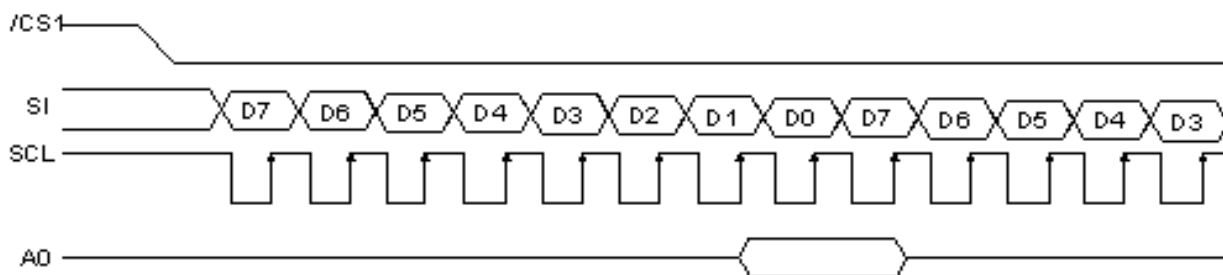 /CS1
SI D7 D6 D5 D4 D3 D2 D1 D0 D7 D6 D5 D4 D3
SCL
A0